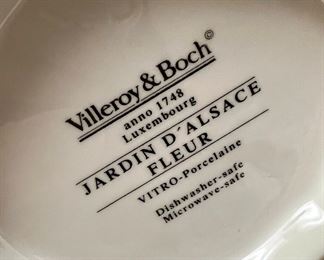 Villeroy & Boch ©
anno 1748
Luxembourg
JARDIN D'ALSACE
FLEUR
VITRO-Porcelaine
Dishwasher-safe
Microwave-safe